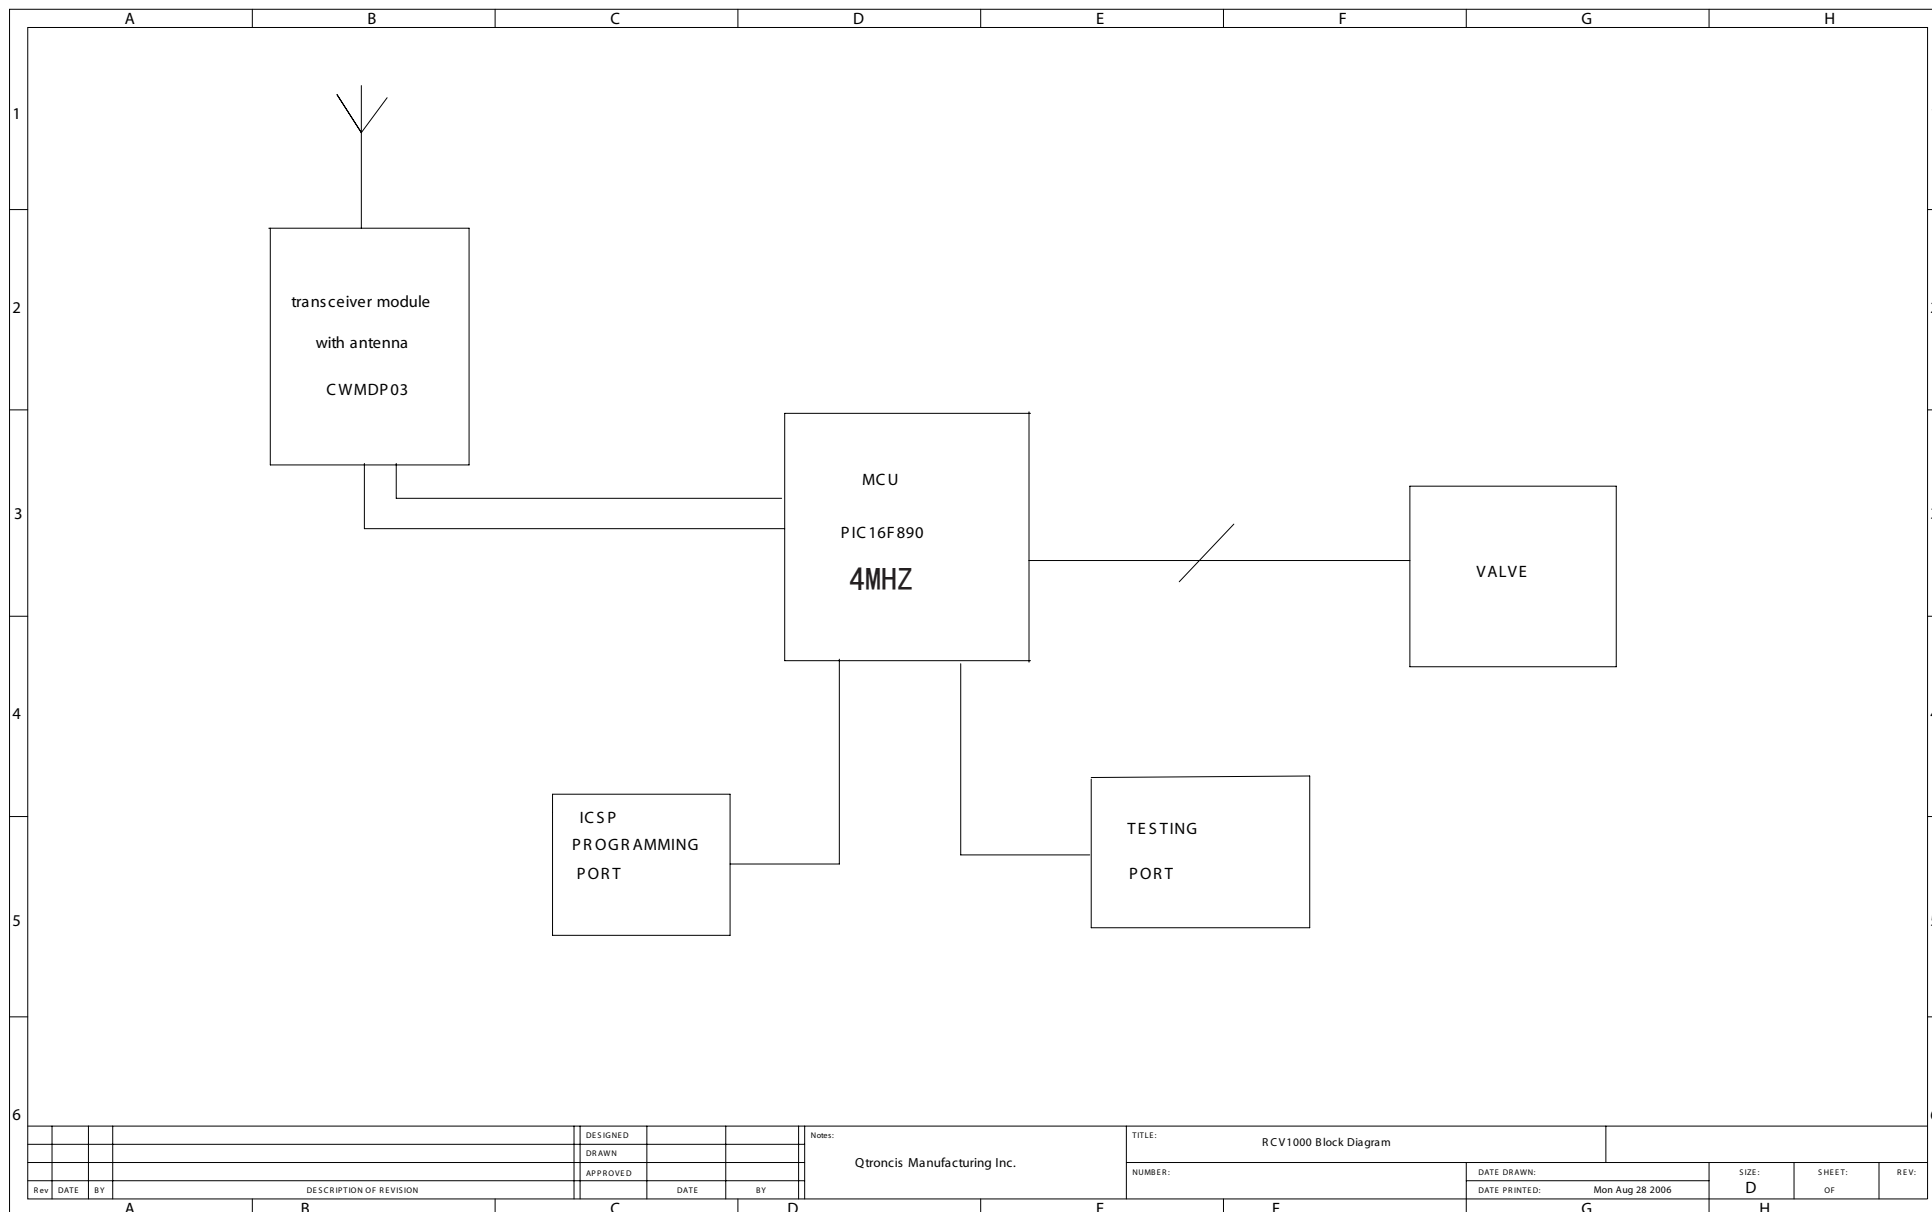 A B C D E F G H
1
transceiver module
2
with antenna
CWMDP03
MCU
3
PIC16F890
VALVE
4MHZ
4
ICSP
PROGRAMMING
PORT
TESTING
PORT
5
6
DESIGNED
DRAWN
APPROVED
Rev DATE BY DESCRIPTION OF REVISION DATE BY
Notes:
Qtroncis Manufacturing Inc.
TITLE: RCV1000 Block Diagram
NUMBER:
DATE DRAWN:
DATE PRINTED: Mon Aug 28 2006
SIZE:
D
SHEET:
OF
REV:
A B C D E F G H